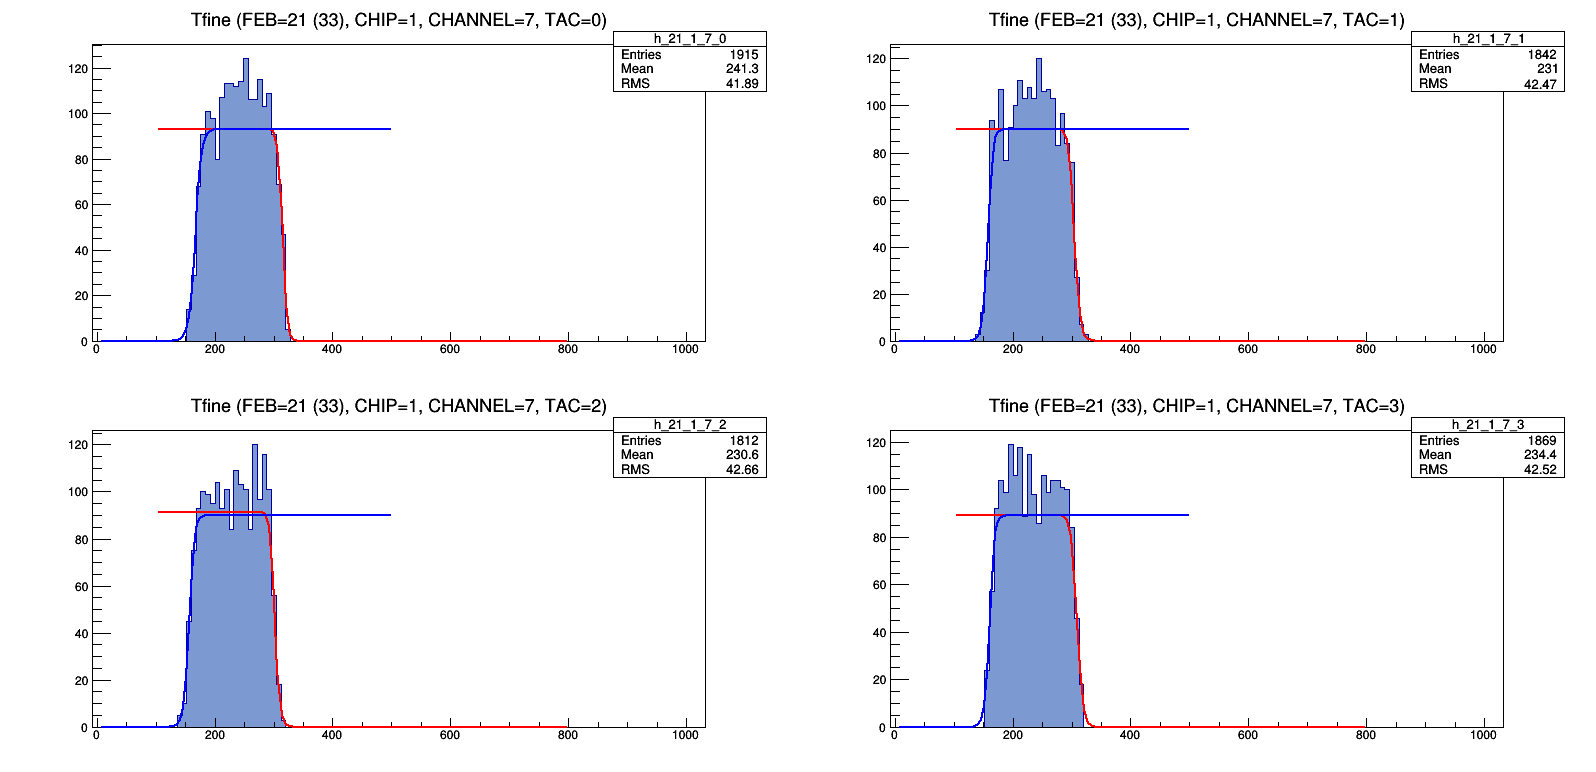 Tfine (FEB=21 (33), CHIP=1, CHANNEL=7, TAC=0)
h_21_1_7_0
Entries 1915
Mean 241.3
RMS 41.89
120
100
80
60
40
20
0
0 200 400 600 800 1000
Tfine (FEB=21 (33), CHIP=1, CHANNEL=7, TAC=1)
h_21_1_7_1
Entries 1842
Mean 231
RMS 42.47
120
100
80
60
40
20
0
0 200 400 600 800 1000
Tfine (FEB=21 (33), CHIP=1, CHANNEL=7, TAC=2)
h_21_1_7_2
Entries 1812
Mean 230.6
RMS 42.66
120
100
80
60
40
20
0
0 200 400 600 800 1000
Tfine (FEB=21 (33), CHIP=1, CHANNEL=7, TAC=3)
h_21_1_7_3
Entries 1869
Mean 234.4
RMS 42.52
120
100
80
60
40
20
0
0 200 400 600 800 1000